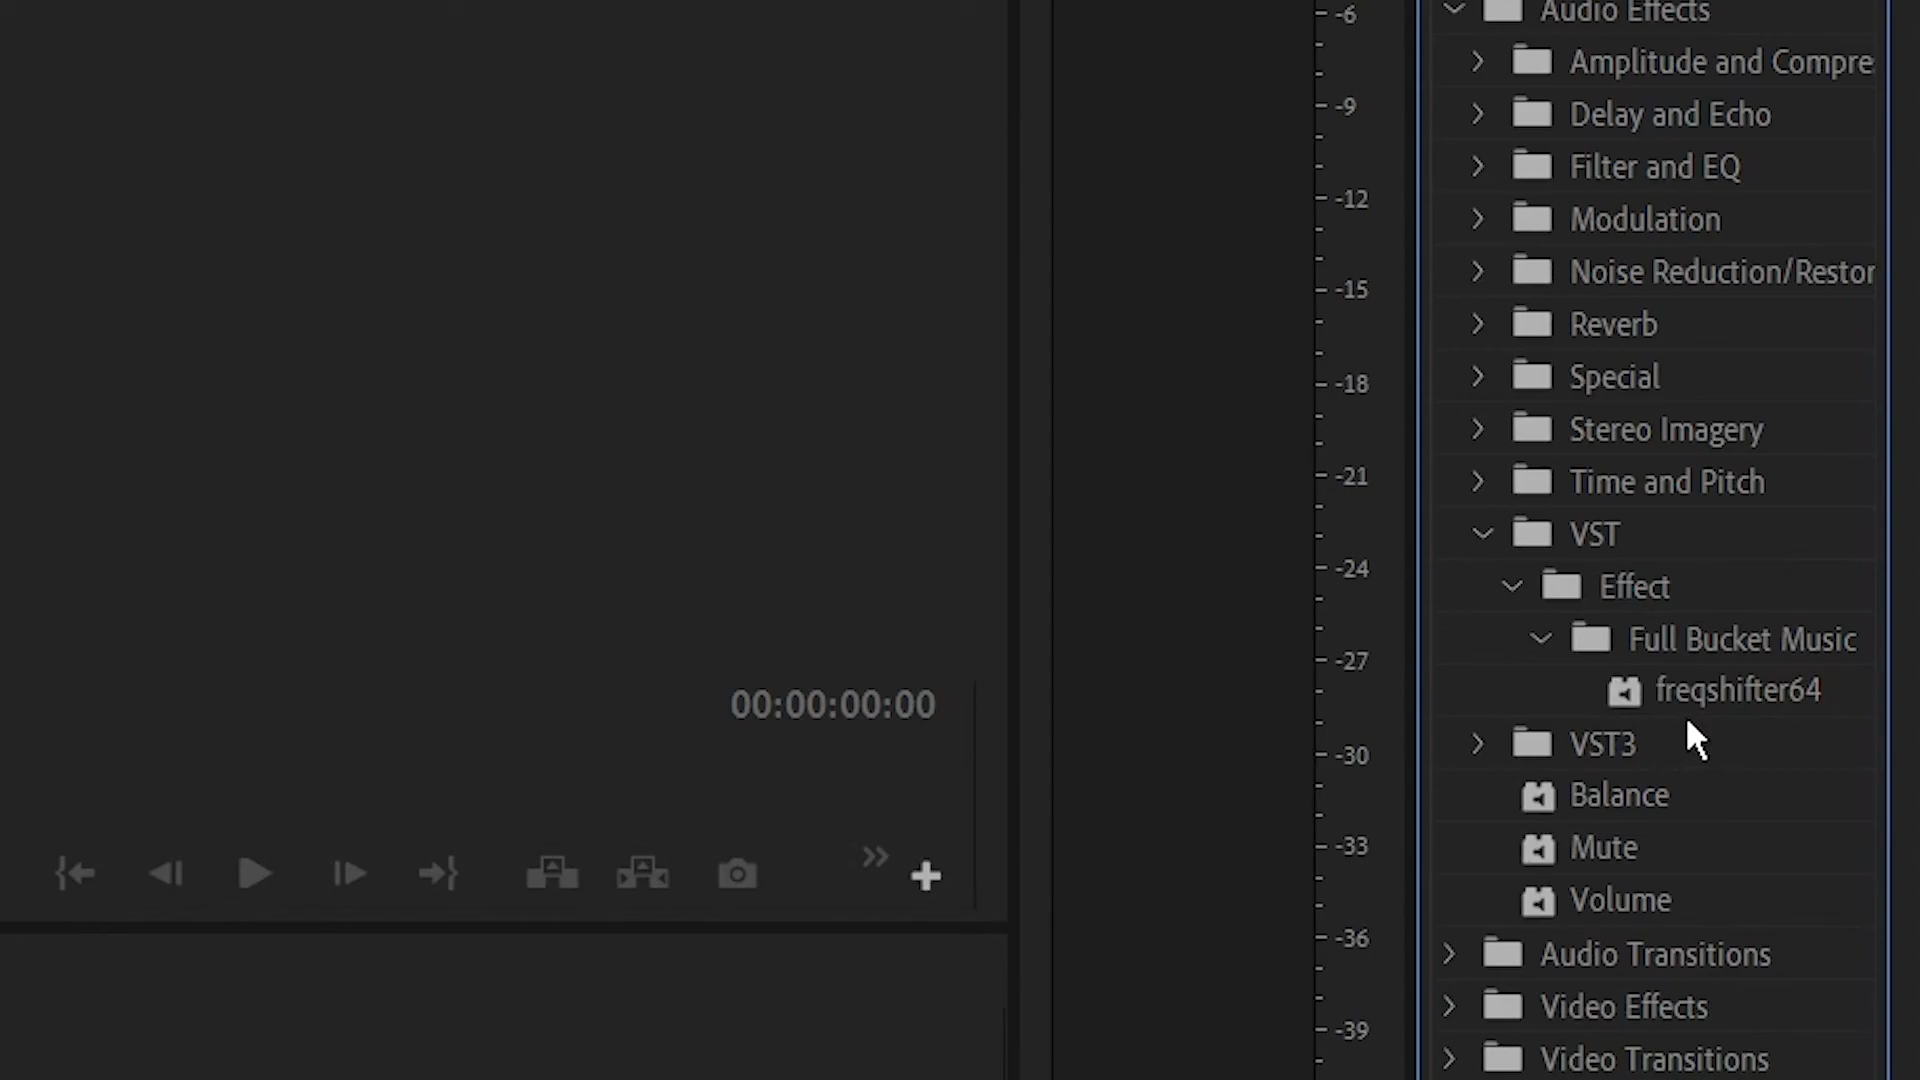 Audio Effects
Amplitude and Compre
Delay and Echo
Filter and EQ
Modulation
Noise Reduction/Restor
Reverb
Special
Stereo Imagery
Time and Pitch
VST
Effect
Full Bucket Music
freqshifter64
VST3
Balance
Mute
Volume
Audio Transitions
Video Effects
Video Transitions
-6
-9
-12
-15
-18
-21
-24
-27
-30
-33
-36
-39
00:00:00:00